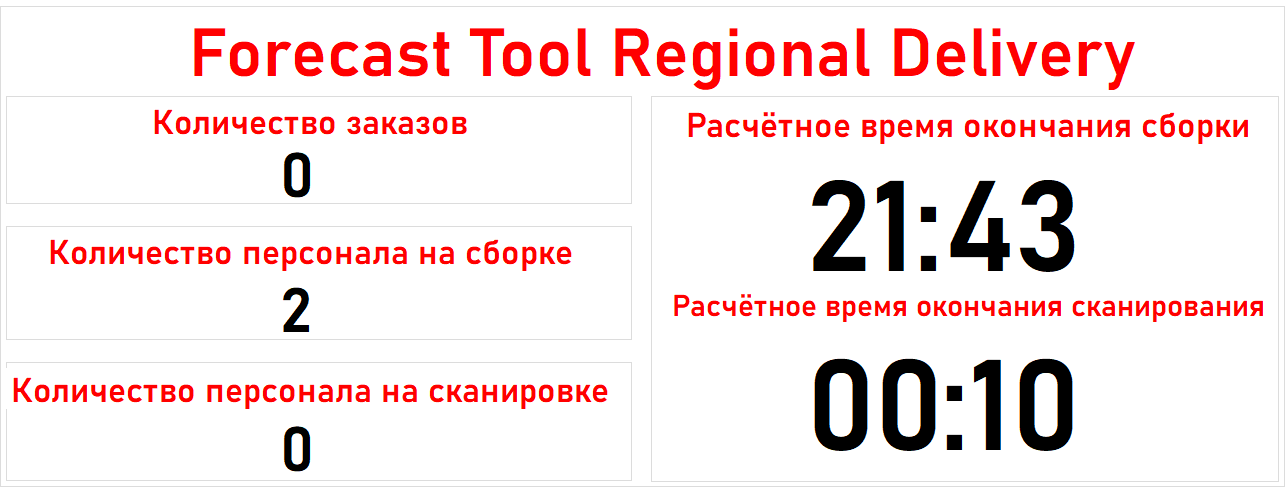 Forecast Tool Regional Delivery
Количество заказов
0
Количество персонала на сборке
2
Количество персонала на сканировке
0
Расчётное время окончания сборки
21:43
Расчётное время окончания сканирования
00:10